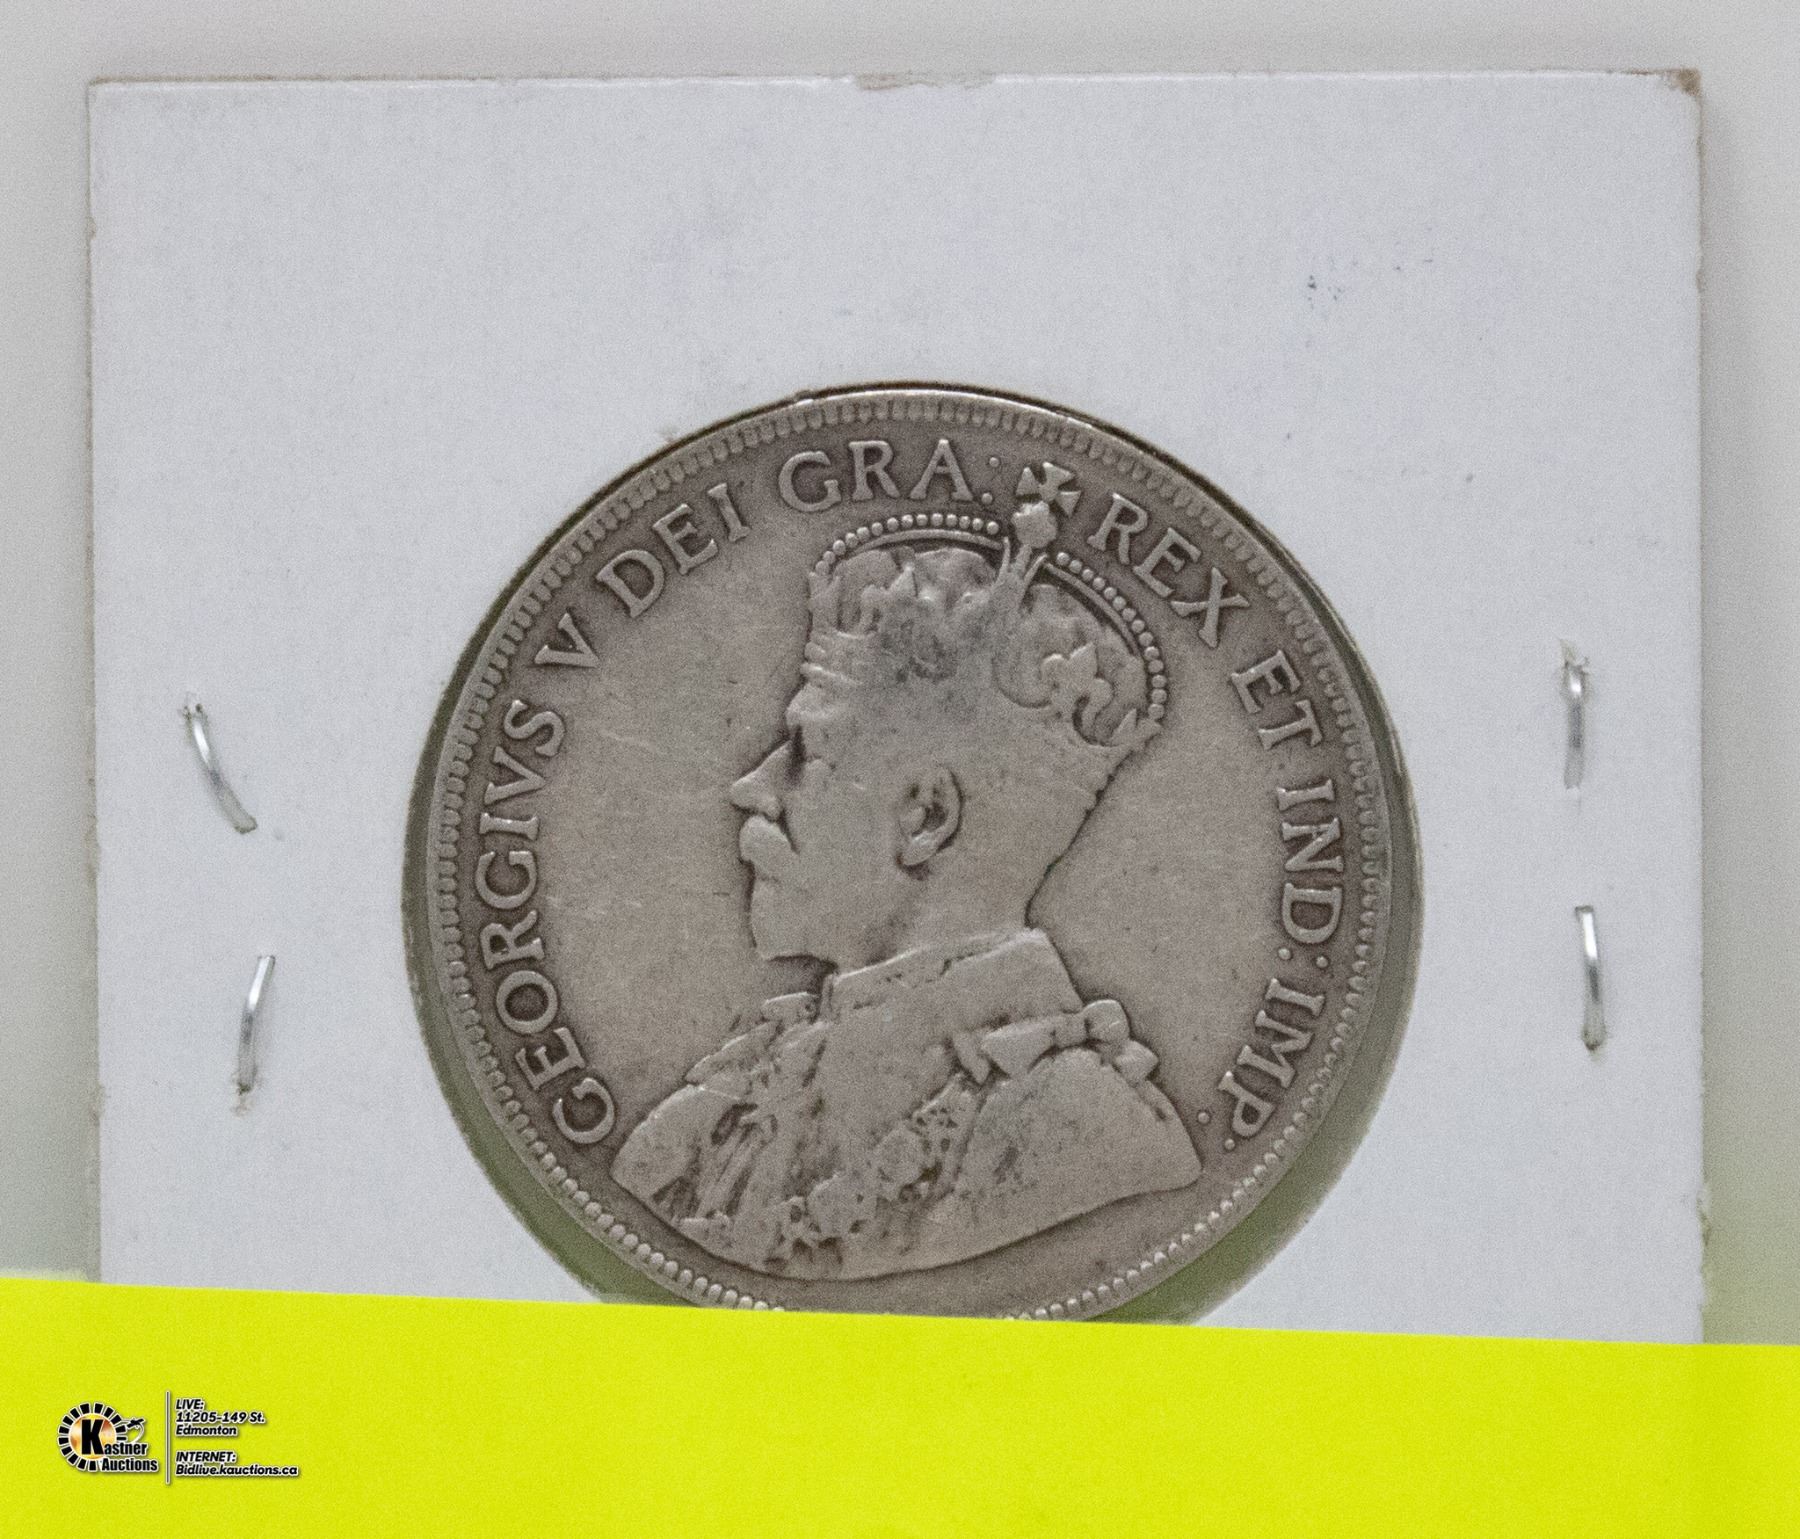 GEORGIVS V DEI GRA: REX ET IND: IMP:
Kastner
Auctions
LIVE:
11205-149 St.
Edmonton
INTERNET:
Bidlive.kauctions.ca